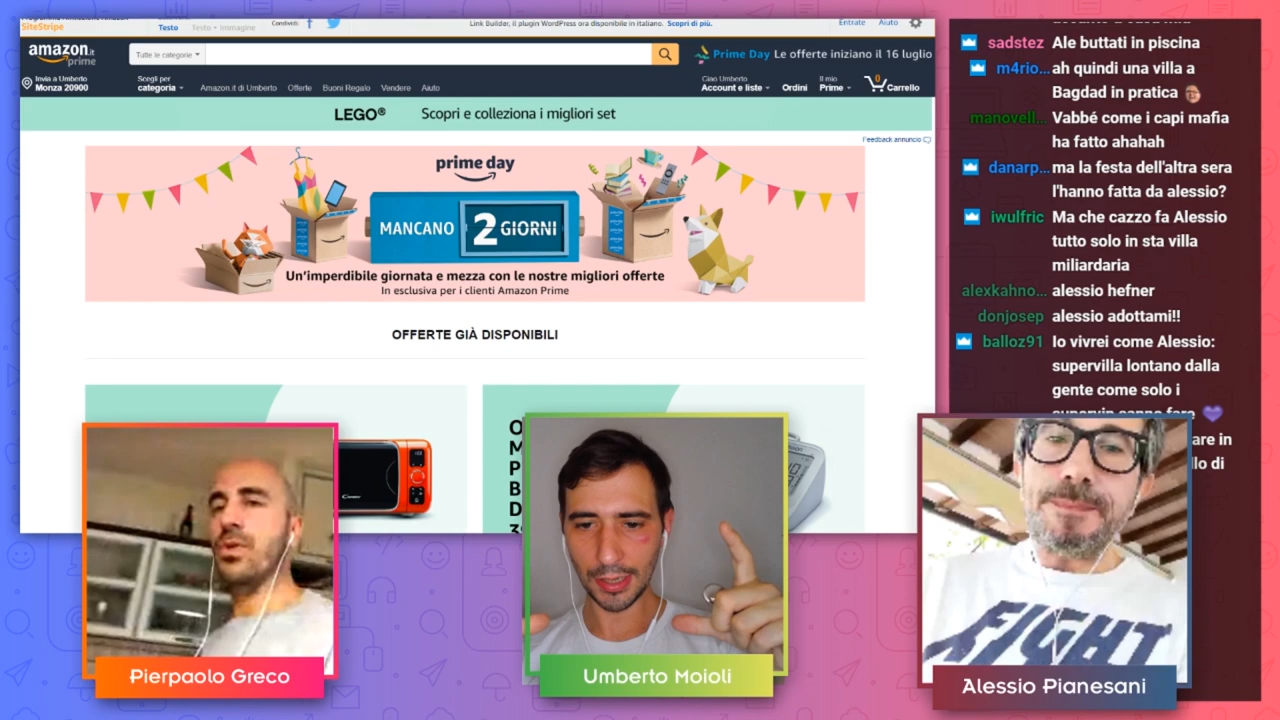 SiteStripe
Testo
Testo + immagine
Condividi:
Link Builder, il plugin WordPress ora disponibile in italiano. Scopri di più.
Entrate
Aiuto
amazon.it
prime
Tutte le categorie
Prime Day Le offerte iniziano il 16 luglio
Invia a Umberto
Monza 20900
Scegli per
categoria
Amazon.it di Umberto
Offerte
Buoni Regalo
Vendere
Aiuto
Ciao Umberto
Account e liste
Ordini
Il mio
Prime
0
Carrello
LEGO® Scopri e colleziona i migliori set
Feedback annuncio
prime day
MANCANO 2 GIORNI
Un'imperdibile giornata e mezza con le nostre migliori offerte
In esclusiva per i clienti Amazon Prime
OFFERTE GIÀ DISPONIBILI
sadstez Ale buttati in piscina
m4rio... ah quindi una villa a
Bagdad in pratica
manovell... Vabbé come i capi mafia
ha fatto ahahah
danarp... ma la festa dell'altra sera
l'hanno fatta da alessio?
iwulfric Ma che cazzo fa Alessio
tutto solo in sta villa
miliardaria
alexkahno... alessio hefner
donjosep alessio adottami!!
balloz91 Io vivrei come Alessio:
supervilla lontano dalla
gente come solo i
supervip sanno fare
are in
llo di
FIGHT
Pierpaolo Greco
Umberto Moioli
Alessio Pianesani